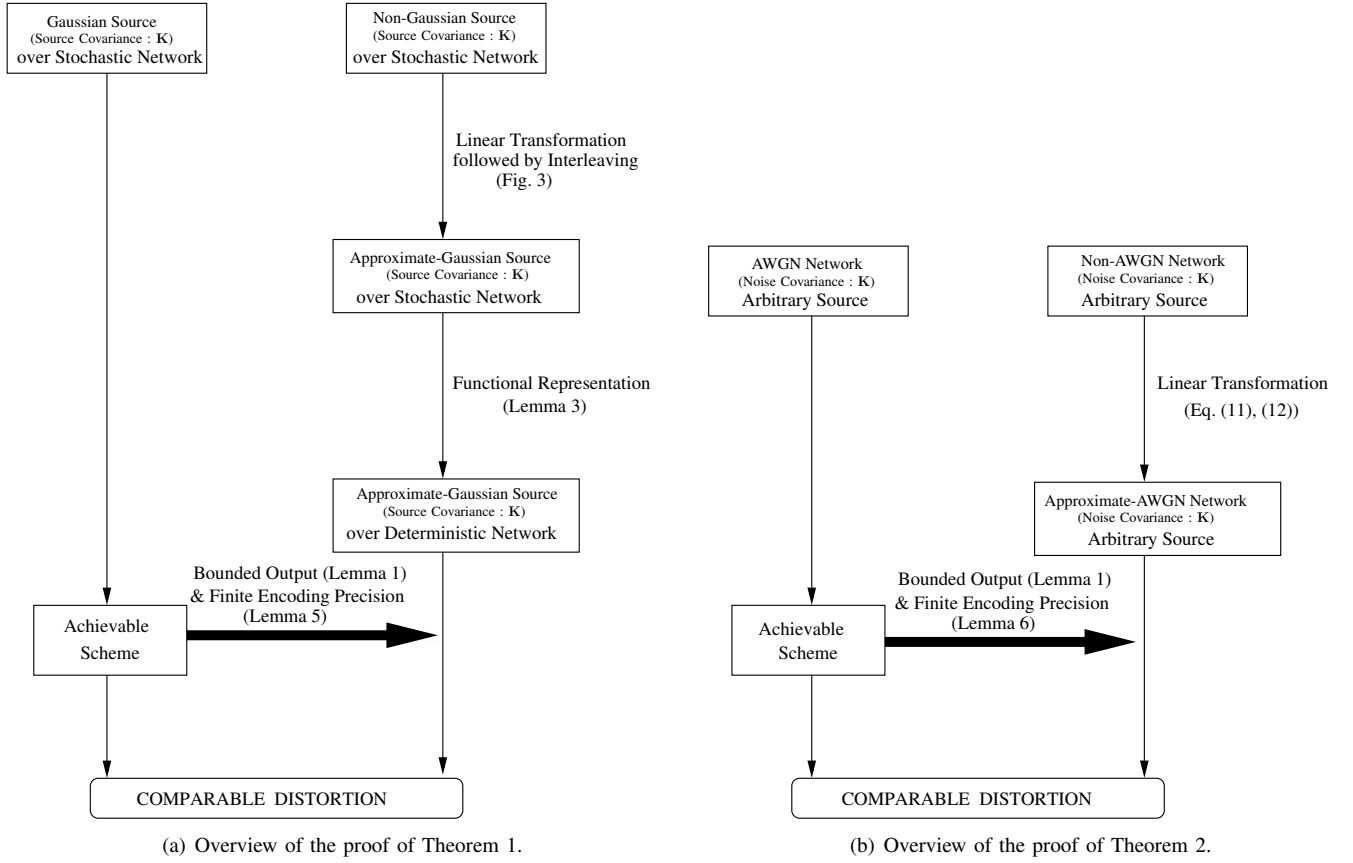 Gaussian Source
(Source Covariance : K)
over Stochastic Network
Non-Gaussian Source
(Source Covariance : K)
over Stochastic Network
Linear Transformation
followed by Interleaving
(Fig. 3)
Approximate-Gaussian Source
(Source Covariance : K)
over Stochastic Network
Functional Representation
(Lemma 3)
Approximate-Gaussian Source
(Source Covariance : K)
over Deterministic Network
Bounded Output (Lemma 1)
& Finite Encoding Precision
(Lemma 5)
Achievable
Scheme
COMPARABLE DISTORTION
(a) Overview of the proof of Theorem 1.
AWGN Network
(Noise Covariance : K)
Arbitrary Source
Non-AWGN Network
(Noise Covariance : K)
Arbitrary Source
Linear Transformation
(Eq. (11), (12))
Approximate-AWGN Network
(Noise Covariance : K)
Arbitrary Source
Bounded Output (Lemma 1)
& Finite Encoding Precision
(Lemma 6)
Achievable
Scheme
COMPARABLE DISTORTION
(b) Overview of the proof of Theorem 2.